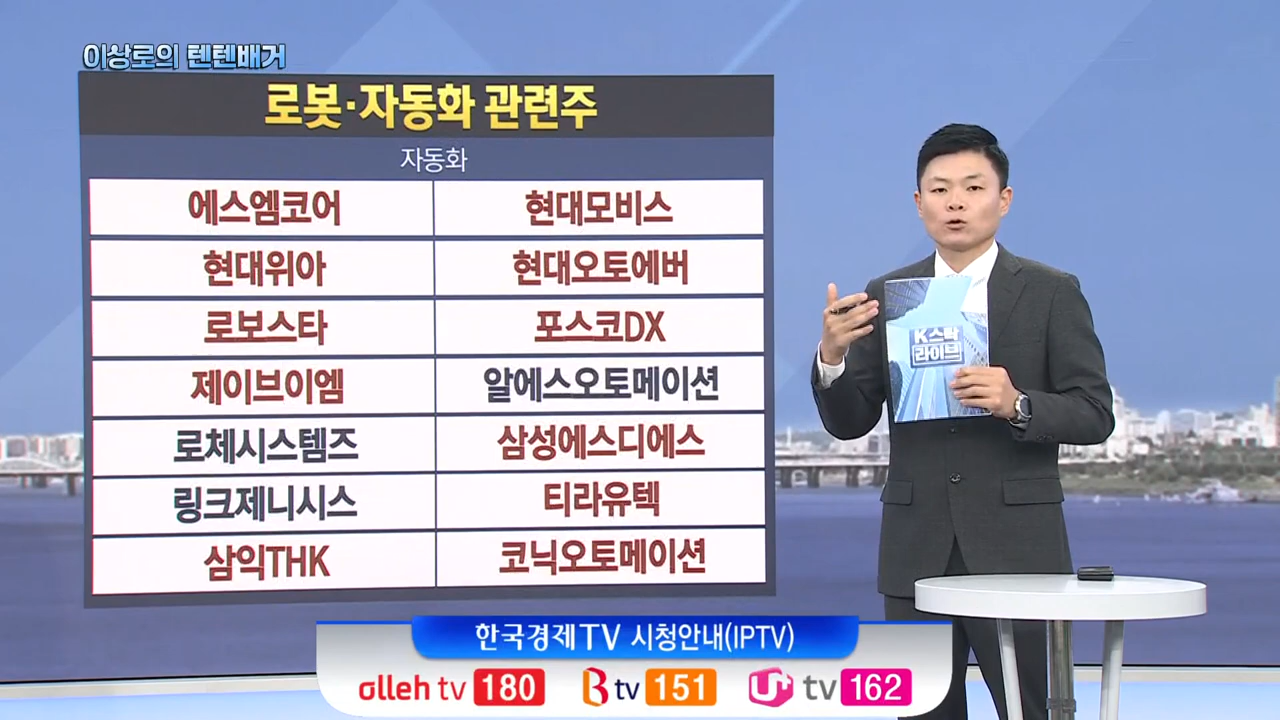 이상로의 텐텐배거
로봇·자동화 관련주
자동화
에스엠코어 현대모비스
현대위아 현대오토에버
로보스타 포스코DX
제이브이엠 알에스오토메이션
로체시스템즈 삼성에스디에스
링크제니시스 티라유텍
삼익THK 코닉오토메이션
K스탁
라이브
한국경제TV 시청안내(IPTV)
olleh tv 180 B tv 151 U+ tv 162